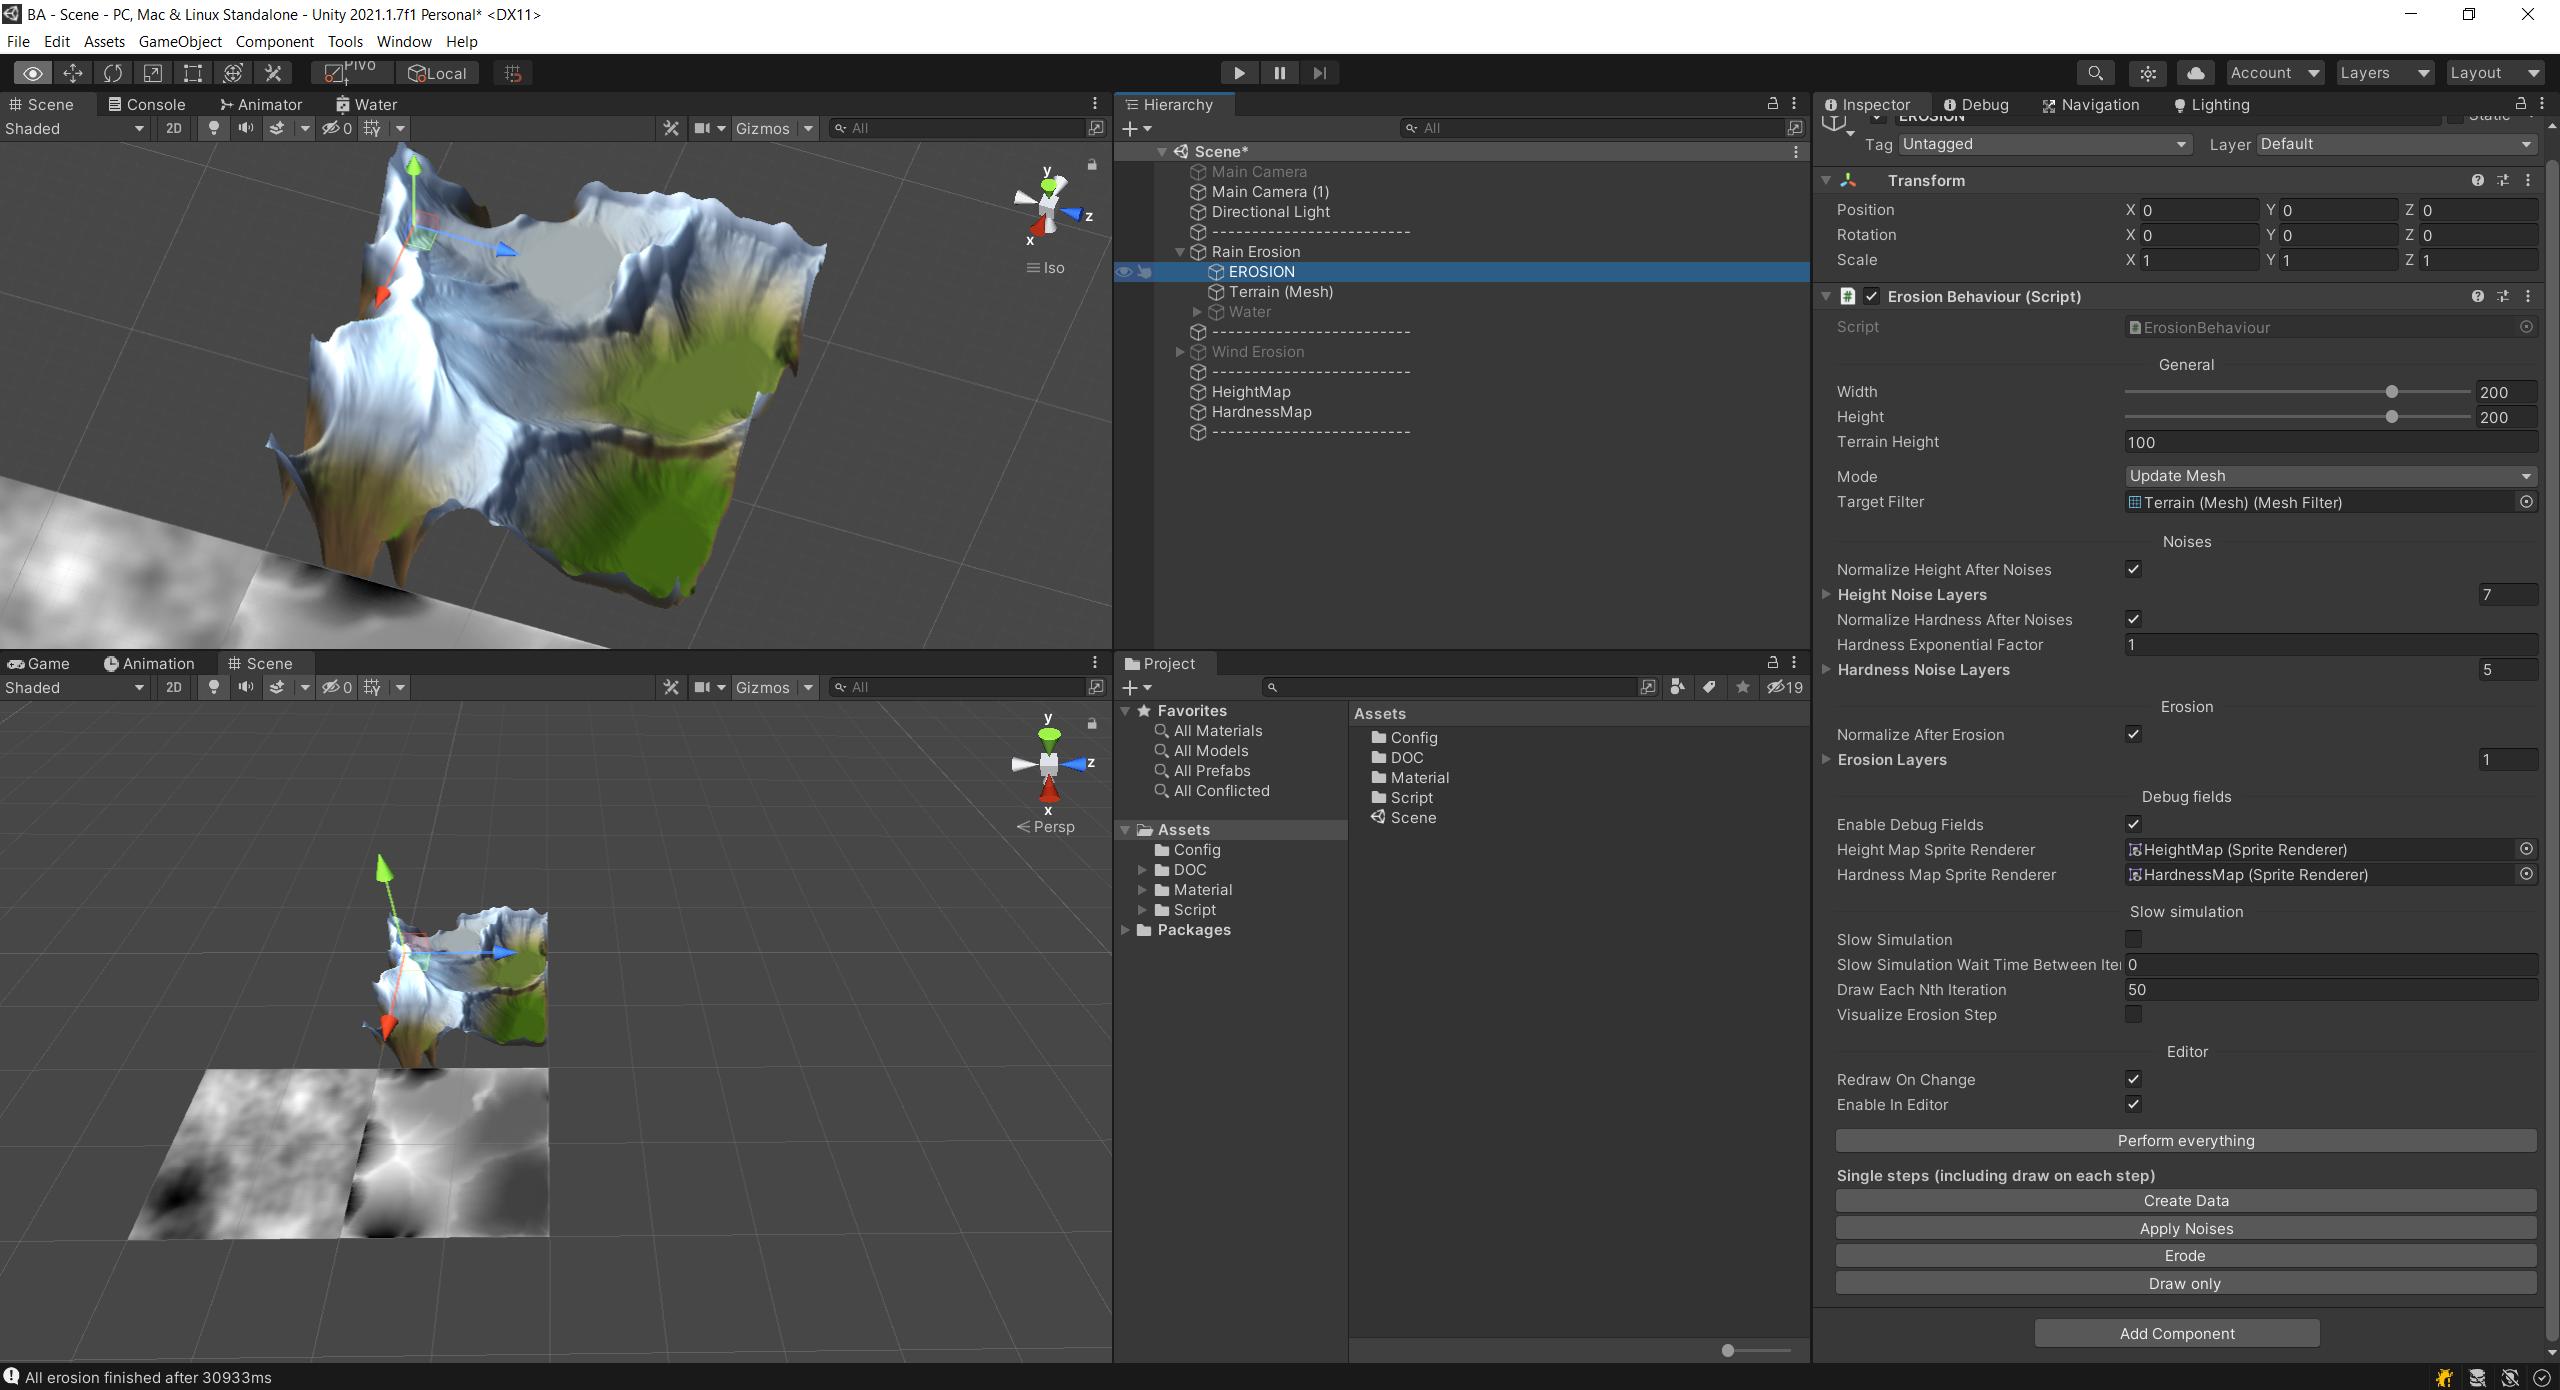 BA - Scene - PC, Mac & Linux Standalone - Unity 2021.1.7f1 Personal* <DX11>
File Edit Assets GameObject Component Tools Window Help
Pivot Local
Account Layers Layout
Scene Console Animator Water
Shaded 2D 0 Gizmos All
y
z
x
Iso
Game Animation Scene
Shaded 2D 0 Gizmos All
y
z
x
Persp
Hierarchy
All
Scene*
Main Camera
Main Camera (1)
Directional Light
-------------------------
Rain Erosion
EROSION
Terrain (Mesh)
Water
-------------------------
Wind Erosion
-------------------------
HeightMap
HardnessMap
-------------------------
Project
19
Favorites
All Materials
All Models
All Prefabs
All Conflicted
Assets
Config
DOC
Material
Script
Packages
Assets
Config
DOC
Material
Script
Scene
Inspector Debug Navigation Lighting
EROSION Static
Tag Untagged Layer Default
Transform
Position X 0 Y 0 Z 0
Rotation X 0 Y 0 Z 0
Scale X 1 Y 1 Z 1
Erosion Behaviour (Script)
Script ErosionBehaviour
General
Width 200
Height 200
Terrain Height 100
Mode Update Mesh
Target Filter Terrain (Mesh) (Mesh Filter)
Noises
Normalize Height After Noises
Height Noise Layers 7
Normalize Hardness After Noises
Hardness Exponential Factor 1
Hardness Noise Layers 5
Erosion
Normalize After Erosion
Erosion Layers 1
Debug fields
Enable Debug Fields
Height Map Sprite Renderer HeightMap (Sprite Renderer)
Hardness Map Sprite Renderer HardnessMap (Sprite Renderer)
Slow simulation
Slow Simulation
Slow Simulation Wait Time Between Iter 0
Draw Each Nth Iteration 50
Visualize Erosion Step
Editor
Redraw On Change
Enable In Editor
Perform everything
Single steps (including draw on each step)
Create Data
Apply Noises
Erode
Draw only
Add Component
All erosion finished after 30933ms